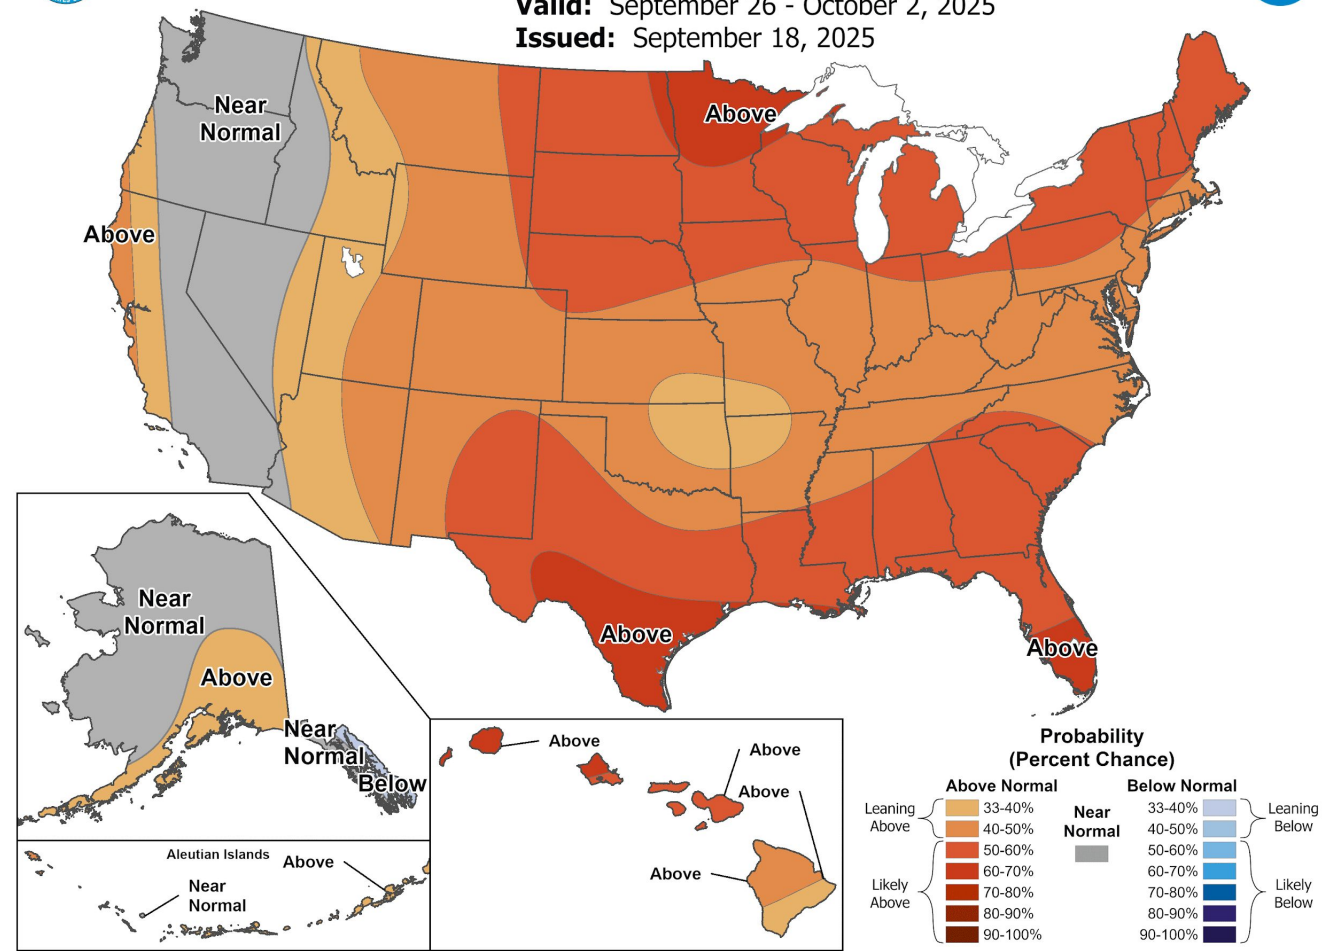 Valid: September 26 - October 2, 2025
Issued: September 18, 2025
Near
Normal
Above
Above
Above
Above
Near
Normal
Above
Near
Normal
Below
Aleutian Islands
Above
Near
Normal
Above
Above
Above
Above
Probability
(Percent Chance)
Above Normal
Below Normal
Leaning
Above
33-40%
40-50%
Likely
Above
50-60%
60-70%
70-80%
80-90%
90-100%
Near
Normal
33-40%
40-50%
Leaning
Below
50-60%
60-70%
70-80%
80-90%
90-100%
Likely
Below